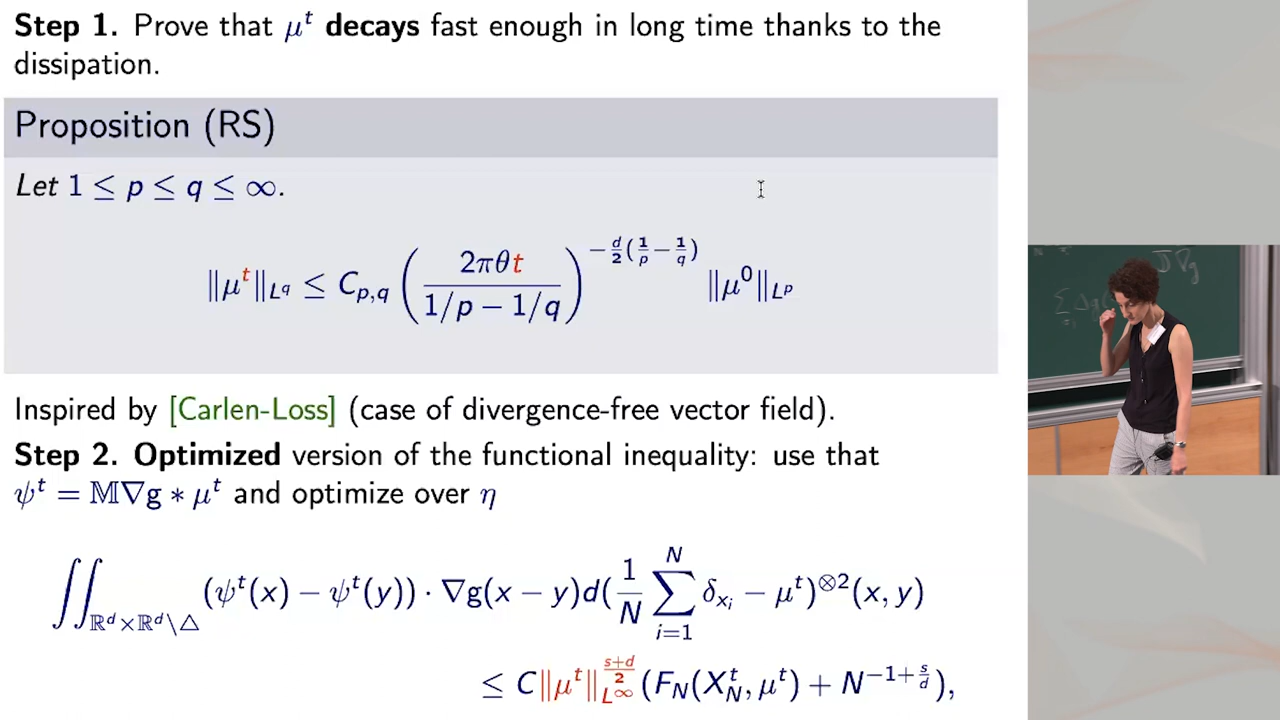 Step 1. Prove that μ^t decays fast enough in long time thanks to the
dissipation.
Proposition (RS)
Let 1 ≤ p ≤ q ≤ ∞.
‖μ^t‖_{L^q} ≤ C_{p,q} ( 2πθt / (1/p − 1/q) )^{−d/2(1/p − 1/q)} ‖μ^0‖_{L^p}
Inspired by [Carlen-Loss] (case of divergence-free vector field).
Step 2. Optimized version of the functional inequality: use that
ψ^t = 𝕄∇g ∗ μ^t and optimize over η
∬_{ℝ^d×ℝ^d\△} (ψ^t(x) − ψ^t(y)) · ∇g(x − y)d(1/N ∑_{i=1}^N δ_{x_i} − μ^t)^{⊗2}(x, y)
≤ C‖μ^t‖_{L^∞}^{(s+d)/2} (F_N(X_N^t, μ^t) + N^{−1+s/d}),